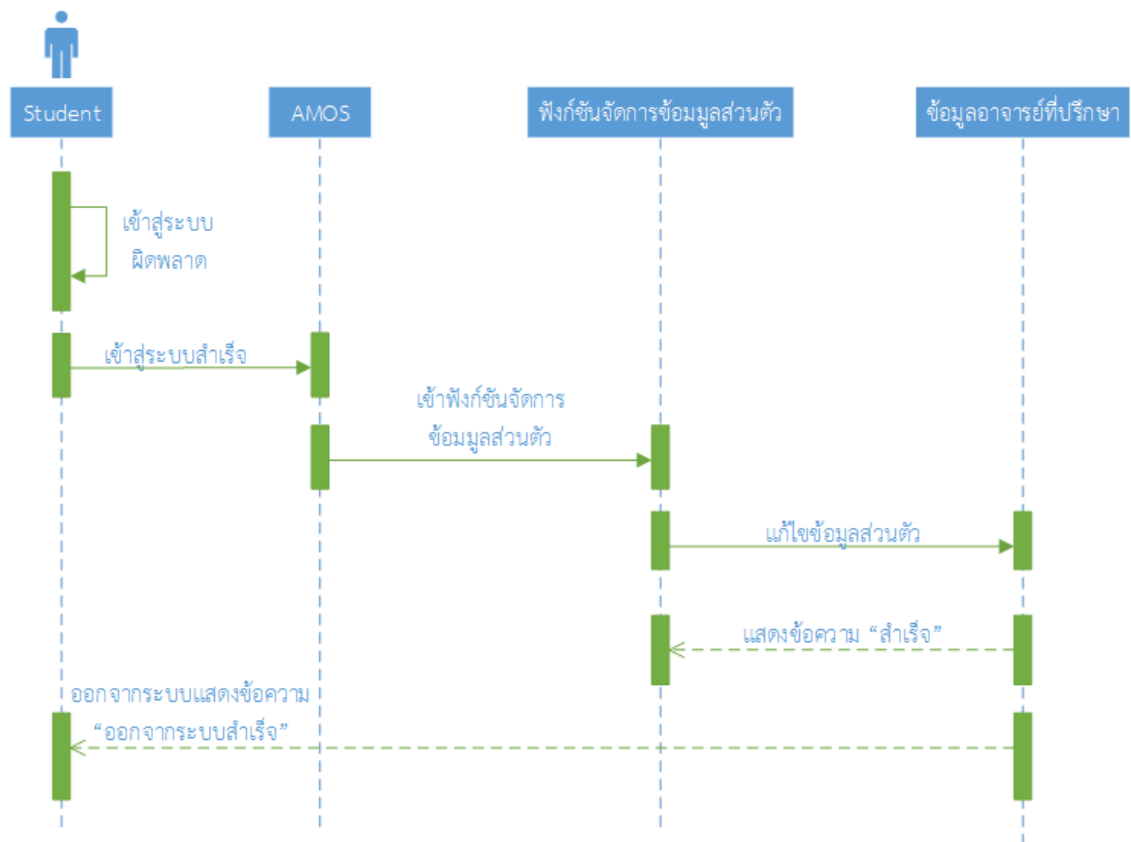 Student
AMOS
ฟังก์ชันจัดการข้อมมูลส่วนตัว
ข้อมูลอาจารย์ที่ปรึกษา
เข้าสู่ระบบ
ผิดพลาด
เข้าสู่ระบบสำเร็จ
เข้าฟังก์ชันจัดการ
ข้อมมูลส่วนตัว
แก้ไขข้อมูลส่วนตัว
แสดงข้อความ “สำเร็จ”
ออกจากระบบแสดงข้อความ
“ออกจากระบบสำเร็จ”